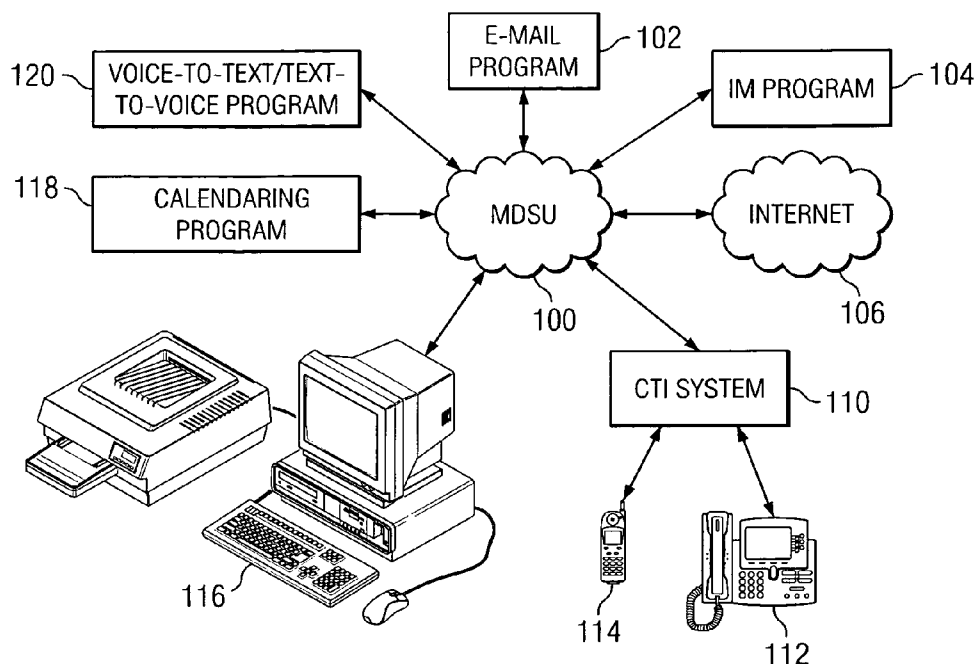 E-MAIL
PROGRAM
102
120
VOICE-TO-TEXT/TEXT-
TO-VOICE PROGRAM
IM PROGRAM
104
118
CALENDARING
PROGRAM
MDSU
INTERNET
100
106
CTI SYSTEM
110
116
114
112